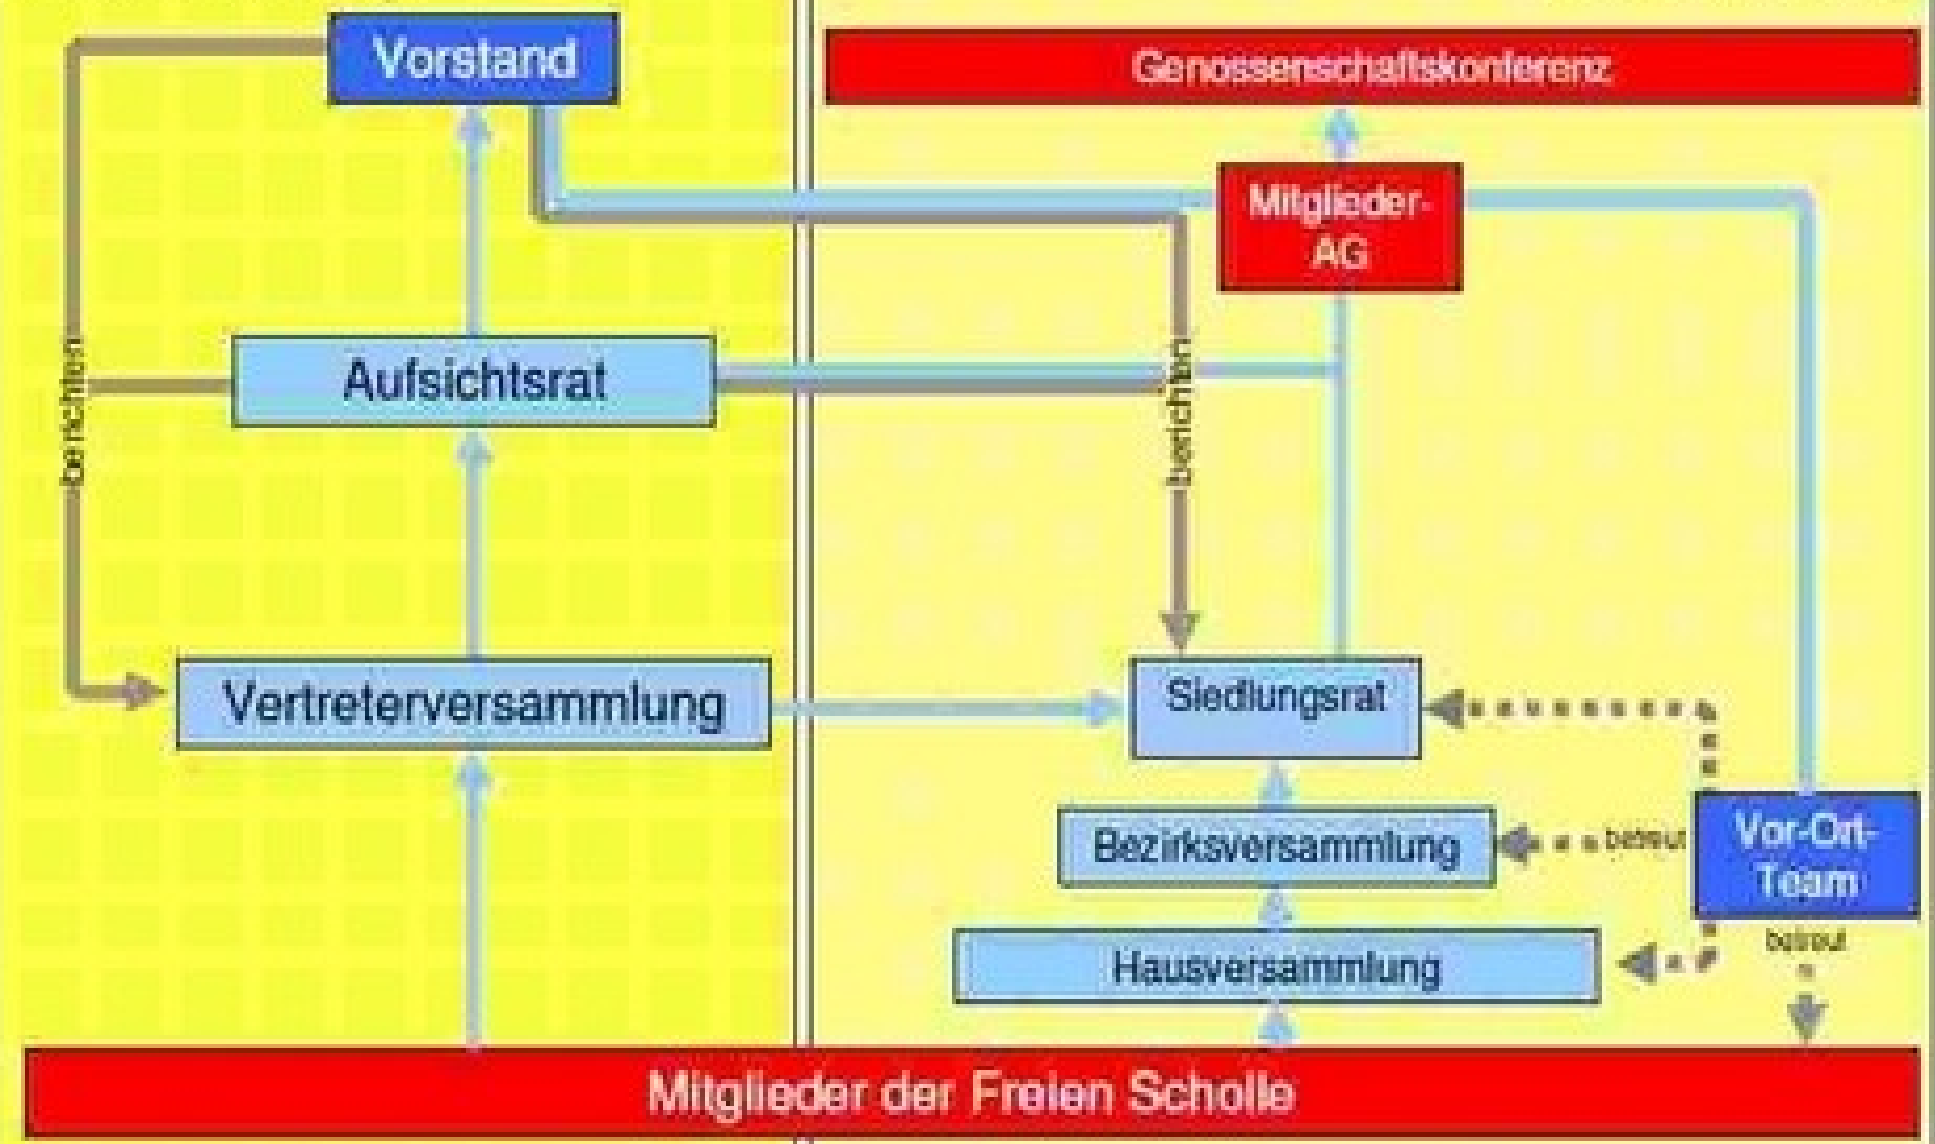 Vorstand
Genossenschaftskonferenz
Mitglieder-
AG
Aufsichtsrat
berichten
berichten
Vertreterversammlung
Siedlungsrat
Bezirksversammlung
betreut
Vor-Ort-
Team
betreut
Hausversammlung
Mitglieder der Freien Scholle